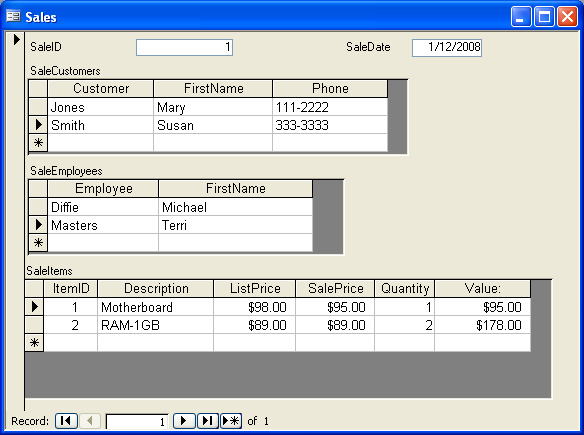 Sales
SaleID 1 SaleDate 1/12/2008
SaleCustomers
Customer FirstName Phone
Jones Mary 111-2222
Smith Susan 333-3333
SaleEmployees
Employee FirstName
Diffie Michael
Masters Terri
SaleItems
ItemID Description ListPrice SalePrice Quantity Value:
1 Motherboard $98.00 $95.00 1 $95.00
2 RAM-1GB $89.00 $89.00 2 $178.00
Record: 1 of 1